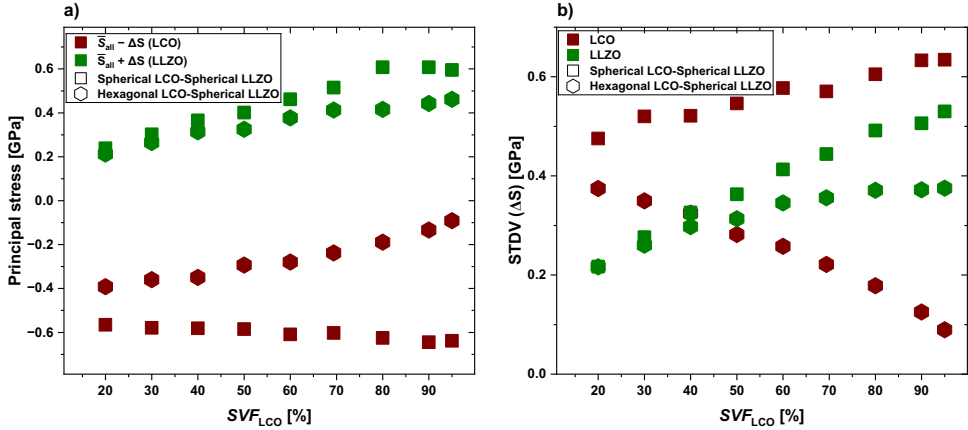 a)
S̅all − ΔS (LCO)
S̅all + ΔS (LLZO)
Spherical LCO-Spherical LLZO
Hexagonal LCO-Spherical LLZO
0.6
0.4
0.2
0.0
−0.2
−0.4
−0.6
Principal stress [GPa]
20 30 40 50 60 70 80 90
SVFLCO [%]
b)
LCO
LLZO
Spherical LCO-Spherical LLZO
Hexagonal LCO-Spherical LLZO
0.6
0.4
0.2
0.0
STDV (ΔS) [GPa]
20 30 40 50 60 70 80 90
SVFLCO [%]